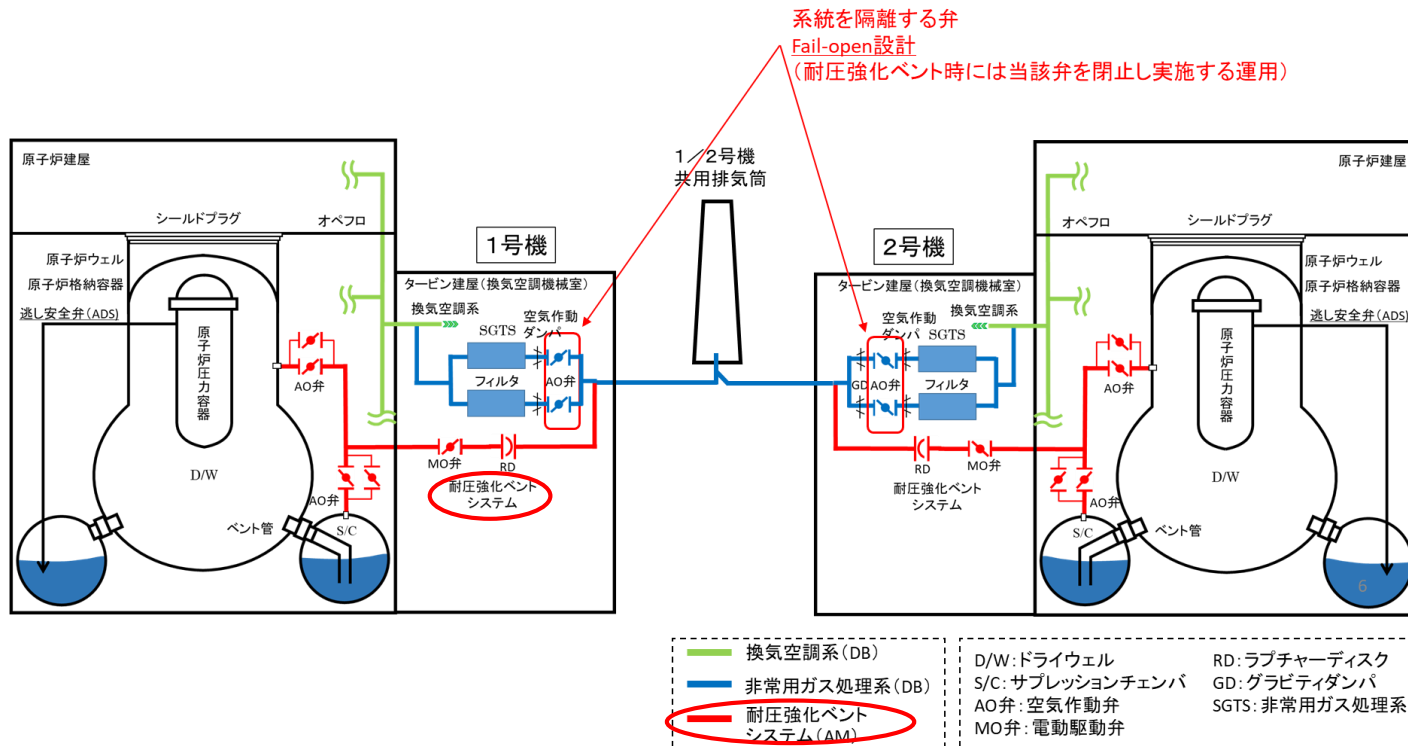 系統を隔離する弁
Fail-open設計
（耐圧強化ベント時には当該弁を閉止し実施する運用）
原子炉建屋
シールドプラグ
オペフロ
原子炉ウェル
原子炉格納容器
逃し安全弁(ADS)
原子炉圧力容器
AO弁
D/W
AO弁
S/C
ベント管
1号機
タービン建屋(換気空調機械室)
換気空調系
空気作動
ダンパ
SGTS
フィルタ
AO弁
MO弁
RD
耐圧強化ベント
システム
1／2号機
共用排気筒
2号機
タービン建屋(換気空調機械室)
換気空調系
空気作動
ダンパ
SGTS
フィルタ
GD
AO弁
RD
MO弁
耐圧強化ベント
システム
原子炉建屋
オペフロ
シールドプラグ
原子炉ウェル
原子炉格納容器
逃し安全弁(ADS)
原子炉圧力容器
AO弁
D/W
AO弁
S/C
ベント管
6
換気空調系(DB)
非常用ガス処理系(DB)
耐圧強化ベント
システム(AM)
D/W:ドライウェル
S/C:サプレッションチェンバ
AO弁:空気作動弁
MO弁:電動駆動弁
RD:ラプチャーディスク
GD:グラビティダンパ
SGTS:非常用ガス処理系